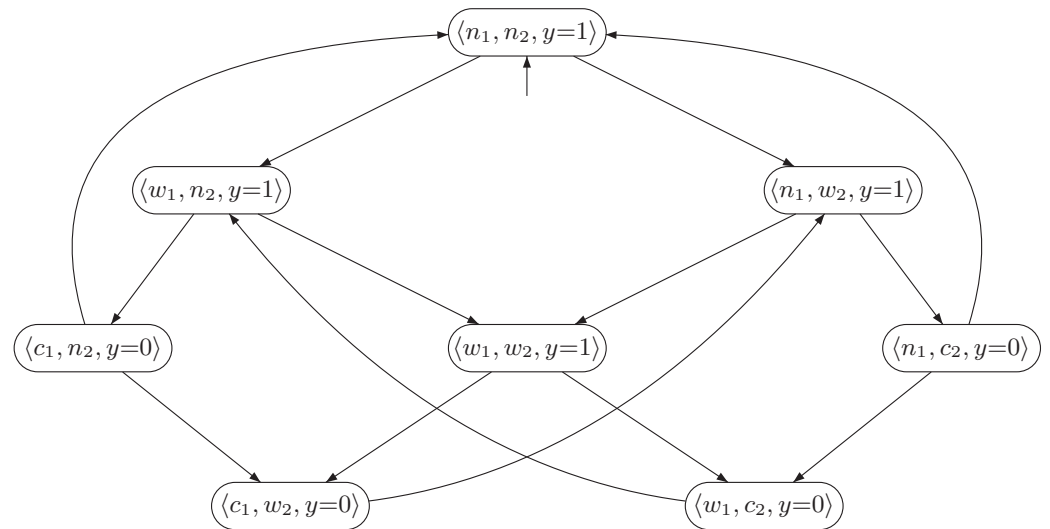 ⟨n₁, n₂, y=1⟩
⟨w₁, n₂, y=1⟩
⟨n₁, w₂, y=1⟩
⟨c₁, n₂, y=0⟩
⟨w₁, w₂, y=1⟩
⟨n₁, c₂, y=0⟩
⟨c₁, w₂, y=0⟩
⟨w₁, c₂, y=0⟩